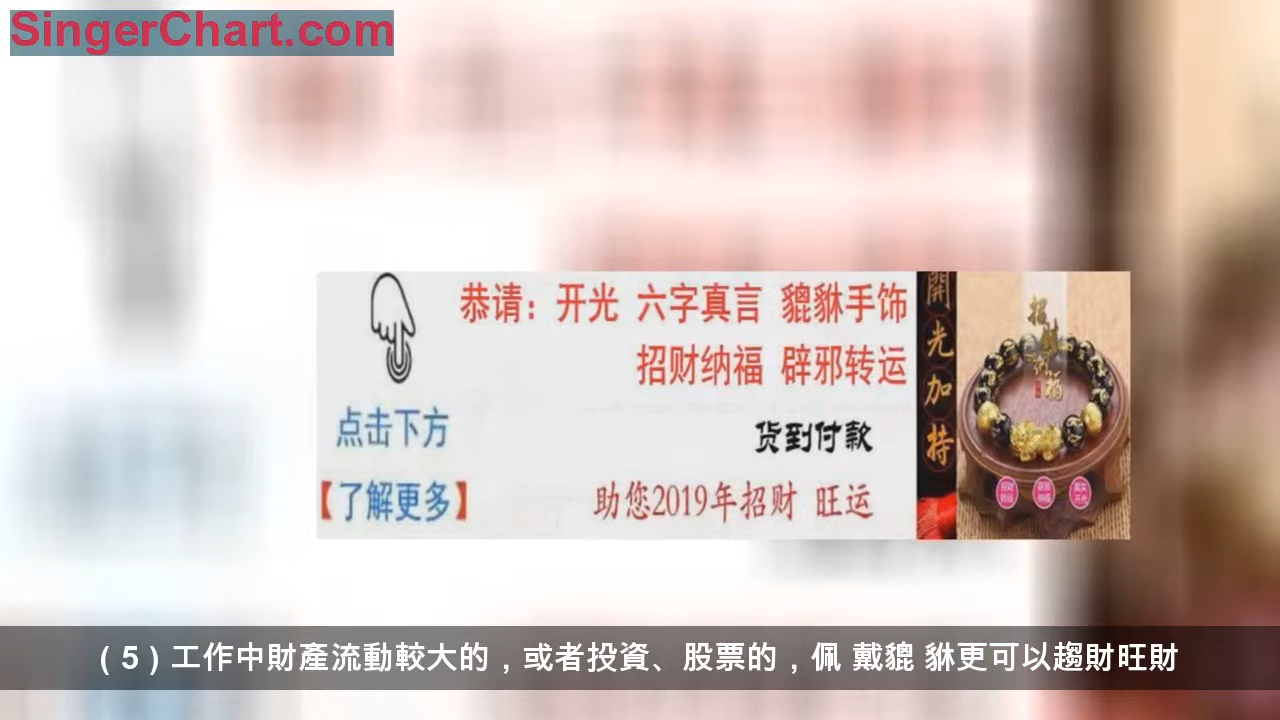 SingerChart.com
恭请：开光 六字真言 貔貅手饰
招财纳福 辟邪转运
点击下方
货到付款
【了解更多】
助您2019年招财 旺运
開光加持
（5）工作中財產流動較大的，或者投資、股票的，佩 戴貔 貅更可以趨財旺財